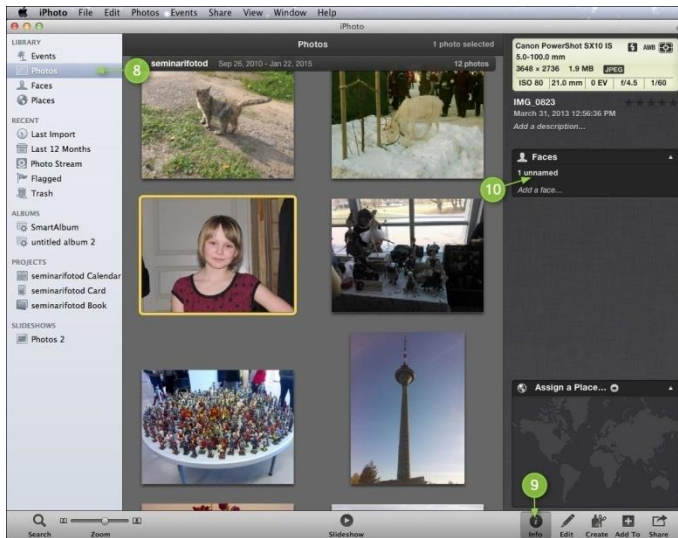 iPhoto File Edit Photos Events Share View Window Help
iPhoto
LIBRARY
Events
Photos
Faces
Places
RECENT
Last Import
Last 12 Months
Photo Stream
Flagged
Trash
ALBUMS
SmartAlbum
untitled album 2
PROJECTS
seminarifotod Calendar
seminarifotod Card
seminarifotod Book
SLIDESHOWS
Photos 2
8
Photos 1 photo selected
seminarifotod Sep 26, 2010 - Jan 22, 2015 12 photos
Canon PowerShot SX10 IS AWB
5.0-100.0 mm
3648 × 2736 1.9 MB JPEG
ISO 80 21.0 mm 0 EV f/4.5 1/60
IMG_0823
March 31, 2013 12:56:36 PM
Add a description...
Faces
1 unnamed
10
Add a face...
Assign a Place...
9
Search Zoom Slideshow Info Edit Create Add To Share